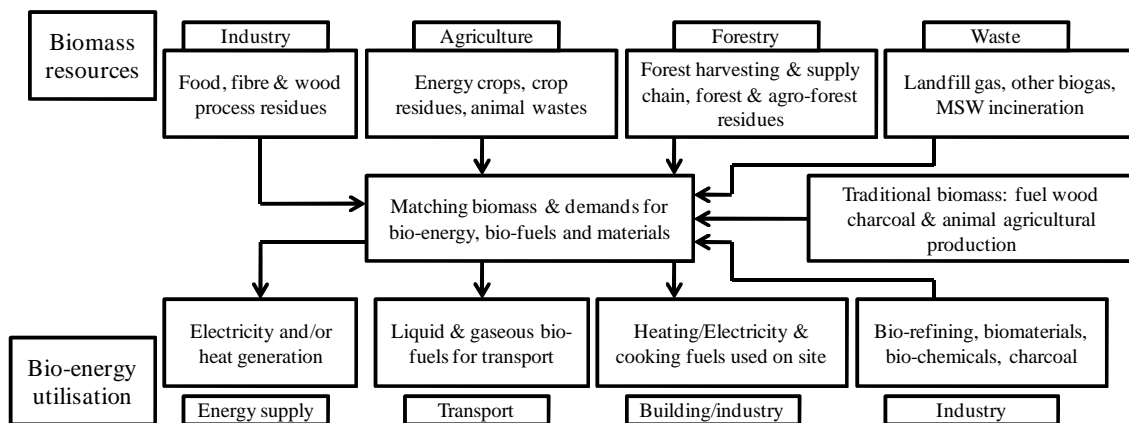 Biomass
resources
Industry
Food, fibre & wood
process residues
Agriculture
Energy crops, crop
residues, animal wastes
Forestry
Forest harvesting & supply
chain, forest & agro-forest
residues
Waste
Landfill gas, other biogas,
MSW incineration
Matching biomass & demands for
bio-energy, bio-fuels and materials
Traditional biomass: fuel wood
charcoal & animal agricultural
production
Bio-energy
utilisation
Electricity and/or
heat generation
Energy supply
Liquid & gaseous bio-
fuels for transport
Transport
Heating/Electricity &
cooking fuels used on site
Building/industry
Bio-refining, biomaterials,
bio-chemicals, charcoal
Industry